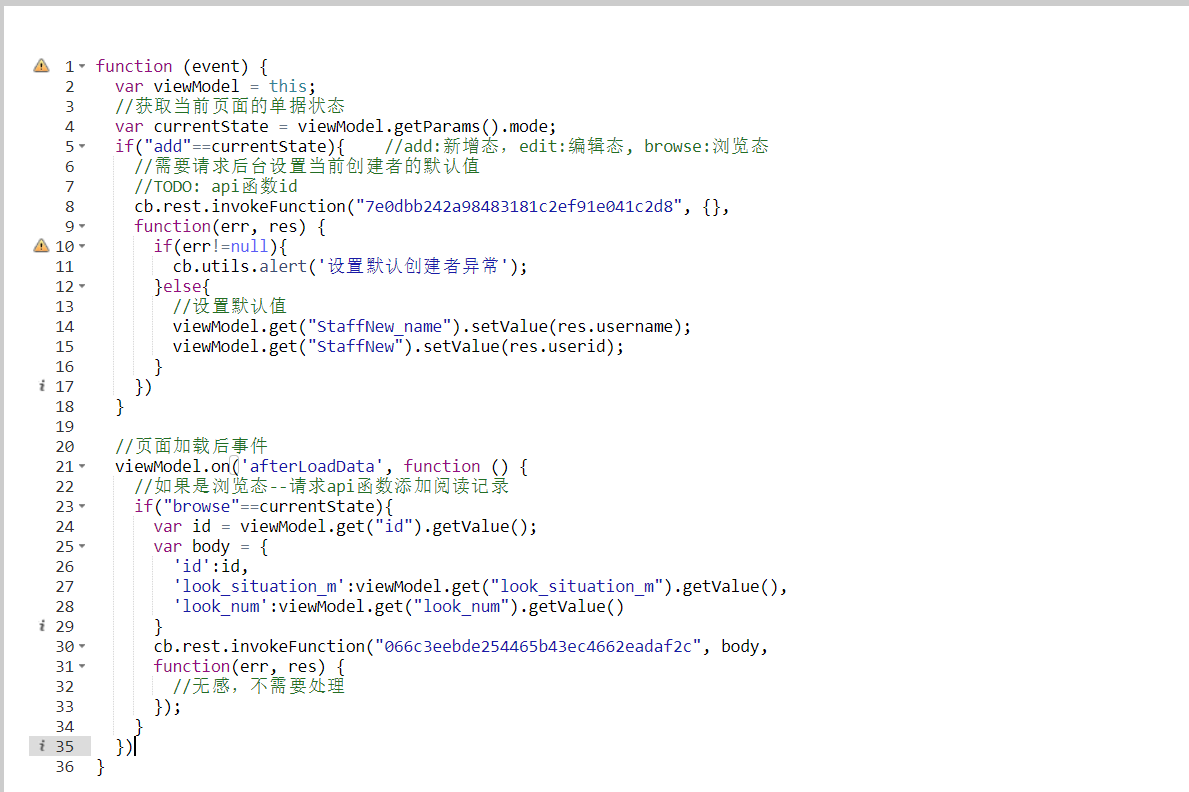 1 function (event) {
2 var viewModel = this;
3 //获取当前页面的单据状态
4 var currentState = viewModel.getParams().mode;
5 if("add"==currentState){    //add:新增态，edit:编辑态, browse:浏览态
6 //需要请求后台设置当前创建者的默认值
7 //TODO: api函数id
8 cb.rest.invokeFunction("7e0dbb242a98483181c2ef91e041c2d8", {},
9 function(err, res) {
10 if(err!=null){
11 cb.utils.alert('设置默认创建者异常');
12 }else{
13 //设置默认值
14 viewModel.get("StaffNew_name").setValue(res.username);
15 viewModel.get("StaffNew").setValue(res.userid);
16 }
17 })
18 }
19
20 //页面加载后事件
21 viewModel.on('afterLoadData', function () {
22 //如果是浏览态--请求api函数添加阅读记录
23 if("browse"==currentState){
24 var id = viewModel.get("id").getValue();
25 var body = {
26 'id':id,
27 'look_situation_m':viewModel.get("look_situation_m").getValue(),
28 'look_num':viewModel.get("look_num").getValue()
29 }
30 cb.rest.invokeFunction("066c3eebde254465b43ec4662eadaf2c", body,
31 function(err, res) {
32 //无感，不需要处理
33 });
34 }
35 })
36 }